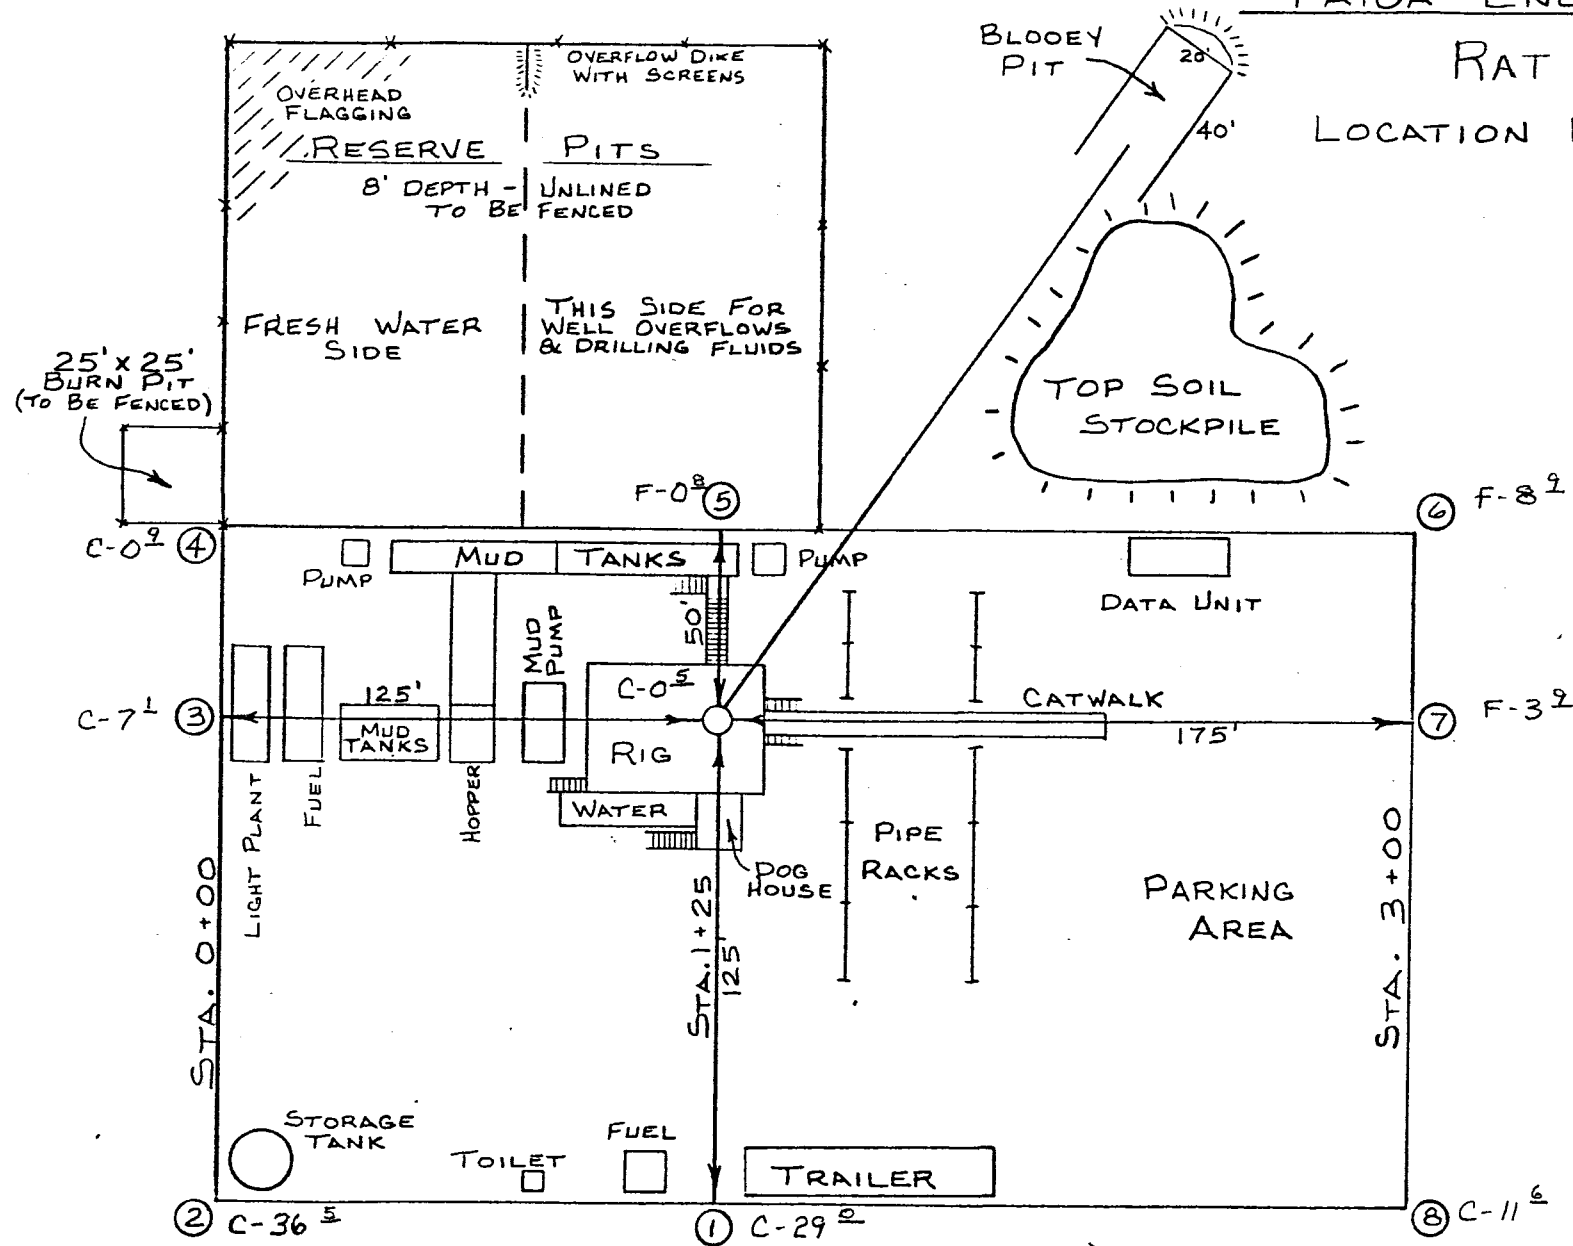 RAT
LOCATION
BLOOEY
PIT
20'
40'
OVERFLOW DIKE
WITH SCREENS
OVERHEAD
FLAGGING
RESERVE PITS
8' DEPTH - UNLINED
TO BE FENCED
FRESH WATER
SIDE
THIS SIDE FOR
WELL OVERFLOWS
& DRILLING FLUIDS
25' x 25'
BURN PIT
(TO BE FENCED)
TOP SOIL
STOCKPILE
F-0 8
5
6
F-8 9
C-0 9
4
PUMP
MUD TANKS
PUMP
DATA UNIT
50'
MUD
PUMP
C-0 5
RIG
125'
MUD
TANKS
C-7 1
3
CATWALK
175'
7
F-3 9
LIGHT PLANT
FUEL
HOPPER
WATER
DOG
HOUSE
PIPE
RACKS
PARKING
AREA
STA. 0+00
STA. 1+25
125'
STA. 3+00
STORAGE
TANK
TOILET
FUEL
TRAILER
2
C-36 5
1
C-29 0
8
C-11 6